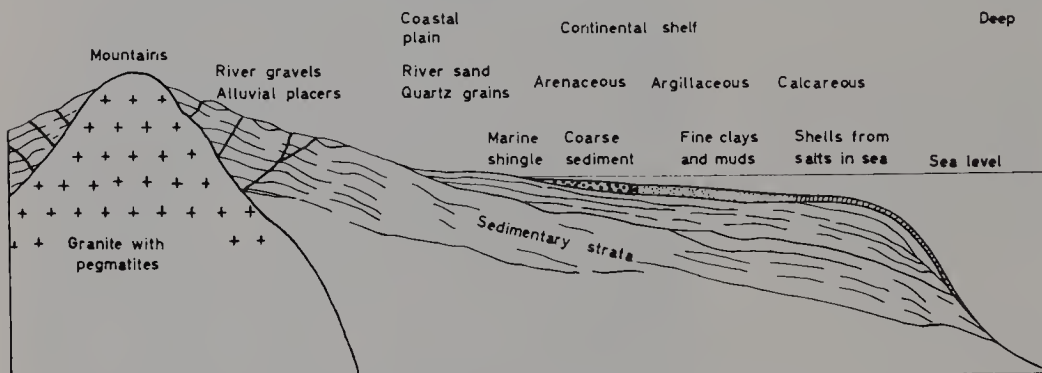 Coastal
plain
Continental shelf
Deep
Mountains
River gravels
Alluvial placers
River sand
Quartz grains
Arenaceous
Argillaceous
Calcareous
Marine
shingle
Coarse
sediment
Fine clays
and muds
Shells from
salts in sea
Sea level
Sedimentary strata
Granite with
pegmatites